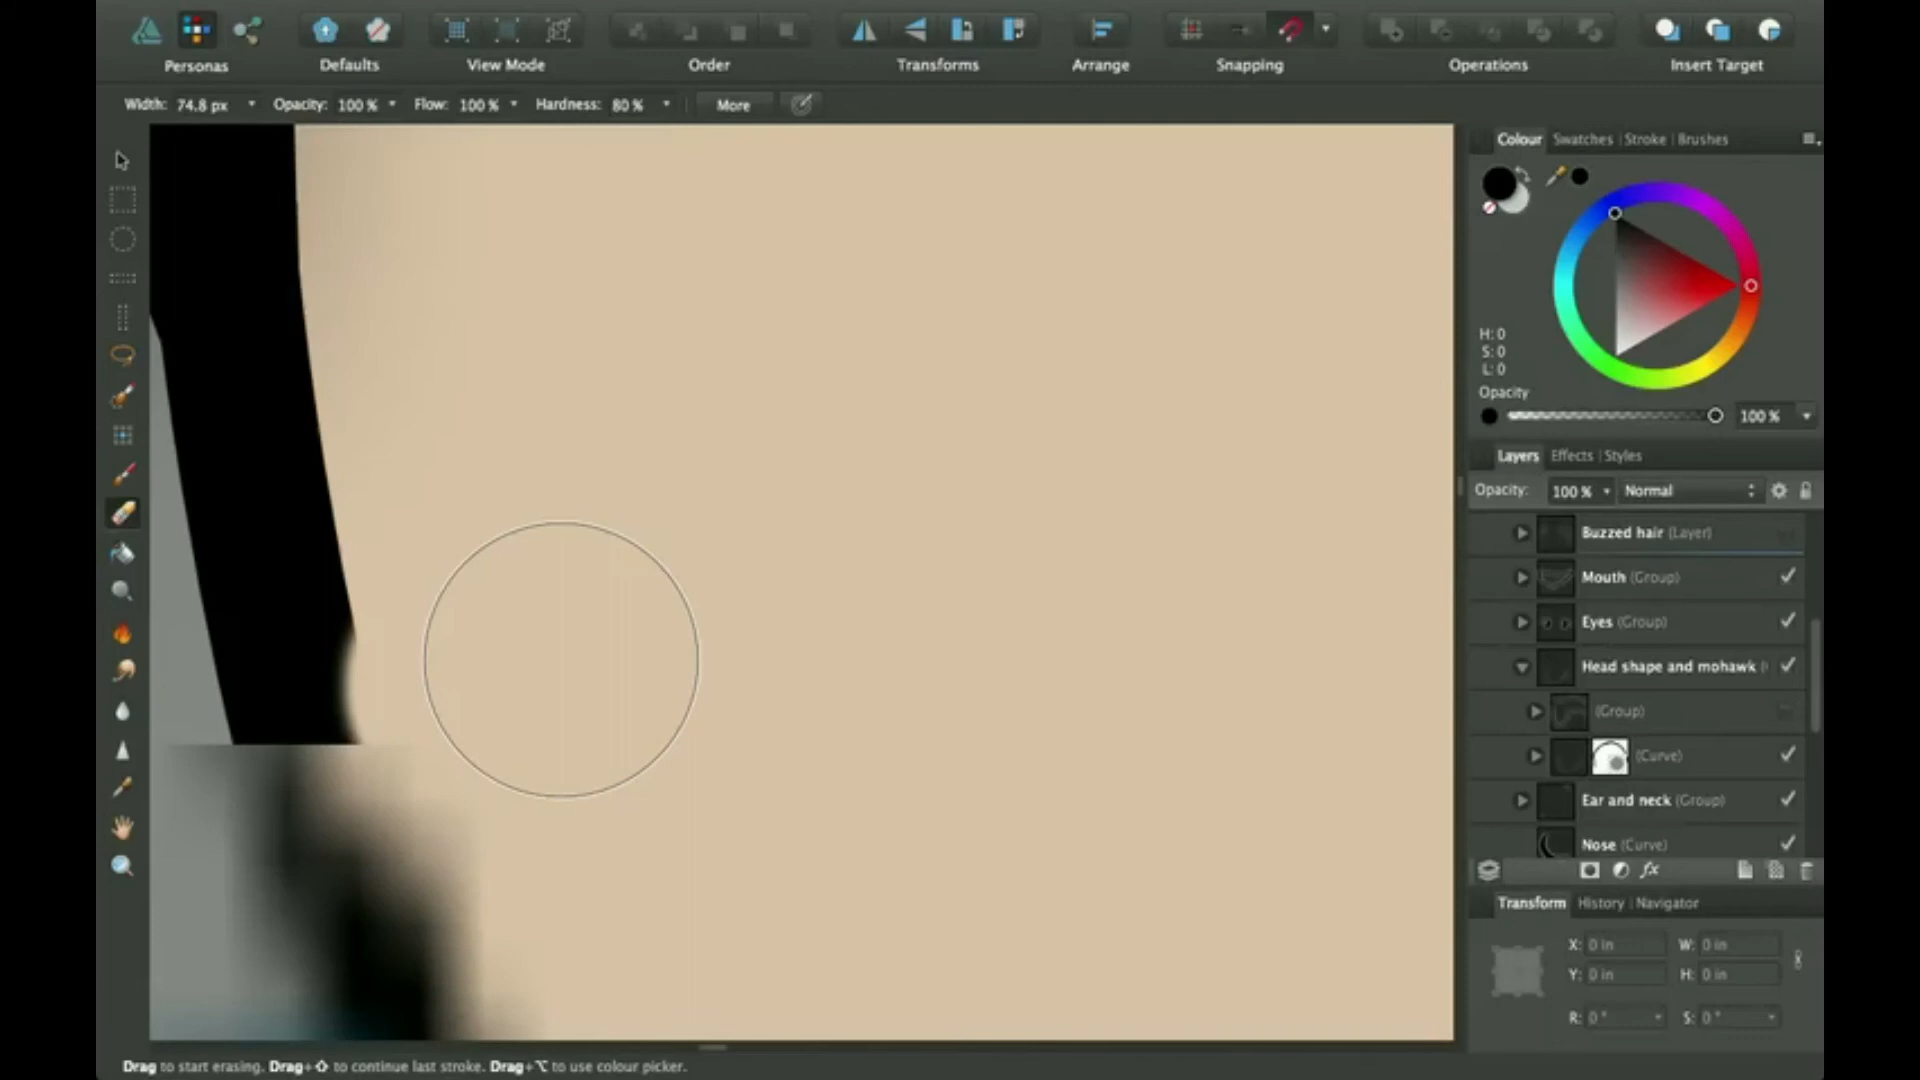 Personas Defaults View Mode Order Transforms Arrange Snapping Operations Insert Target
Width: 74.8 px Opacity: 100 % Flow: 100 % Hardness: 80 % More
Colour Swatches Stroke Brushes
H: 0
S: 0
L: 0
Opacity
100 %
Layers Effects Styles
Opacity: 100 % Normal
Buzzed hair (Layer)
Mouth (Group)
Eyes (Group)
Head shape and mohawk (
(Group)
(Curve)
Ear and neck (Group)
Nose (Curve)
fx
Transform History Navigator
X: 0 in W: 0 in
Y: 0 in H: 0 in
R: 0 ° S: 0 °
Drag to start erasing. Drag+⇧ to continue last stroke. Drag+⌥ to use colour picker.